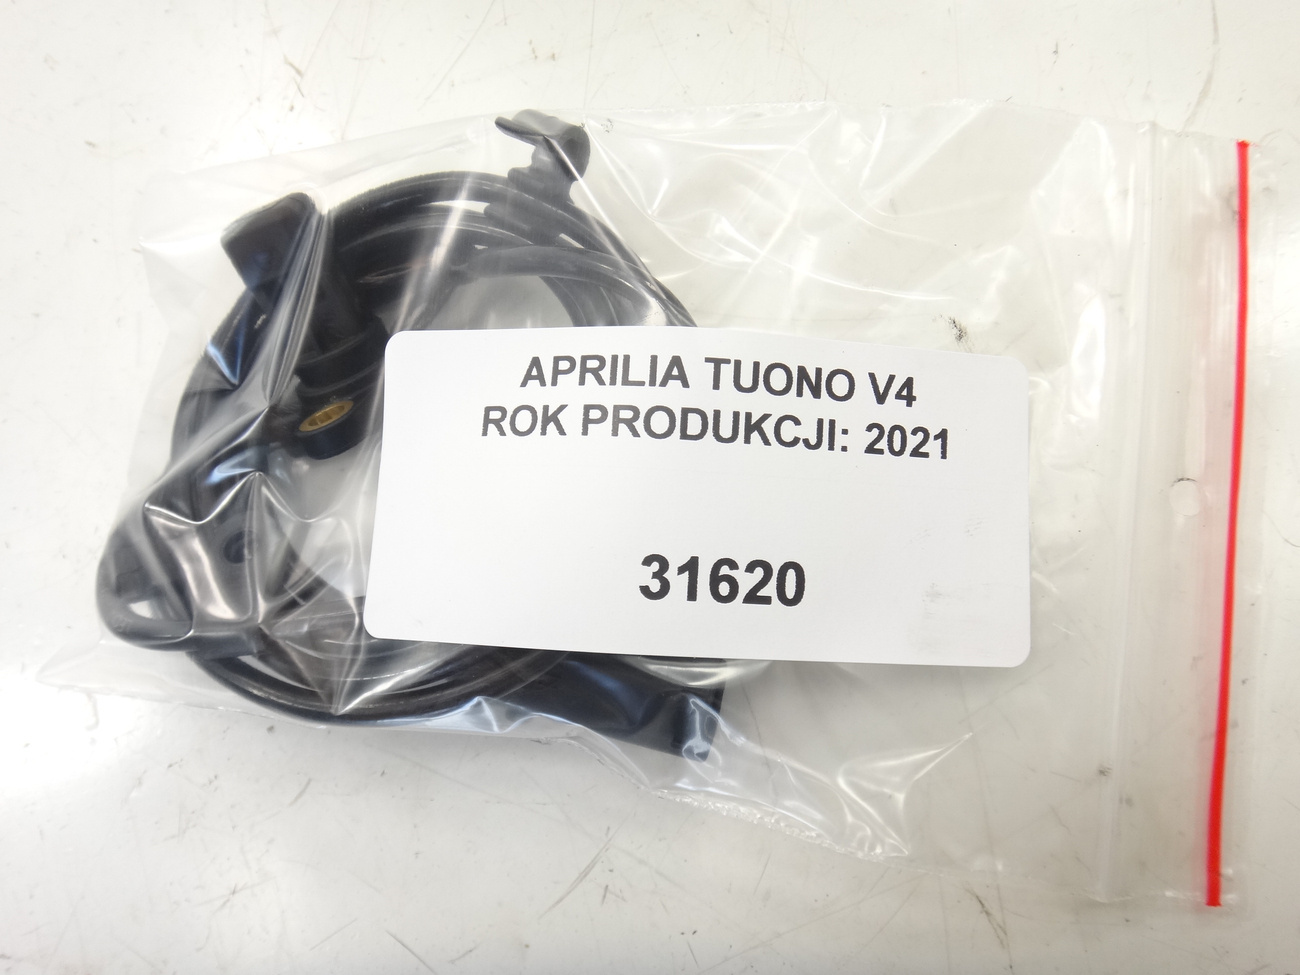 APRILIA TUONO V4
ROK PRODUKCJI: 2021
31620